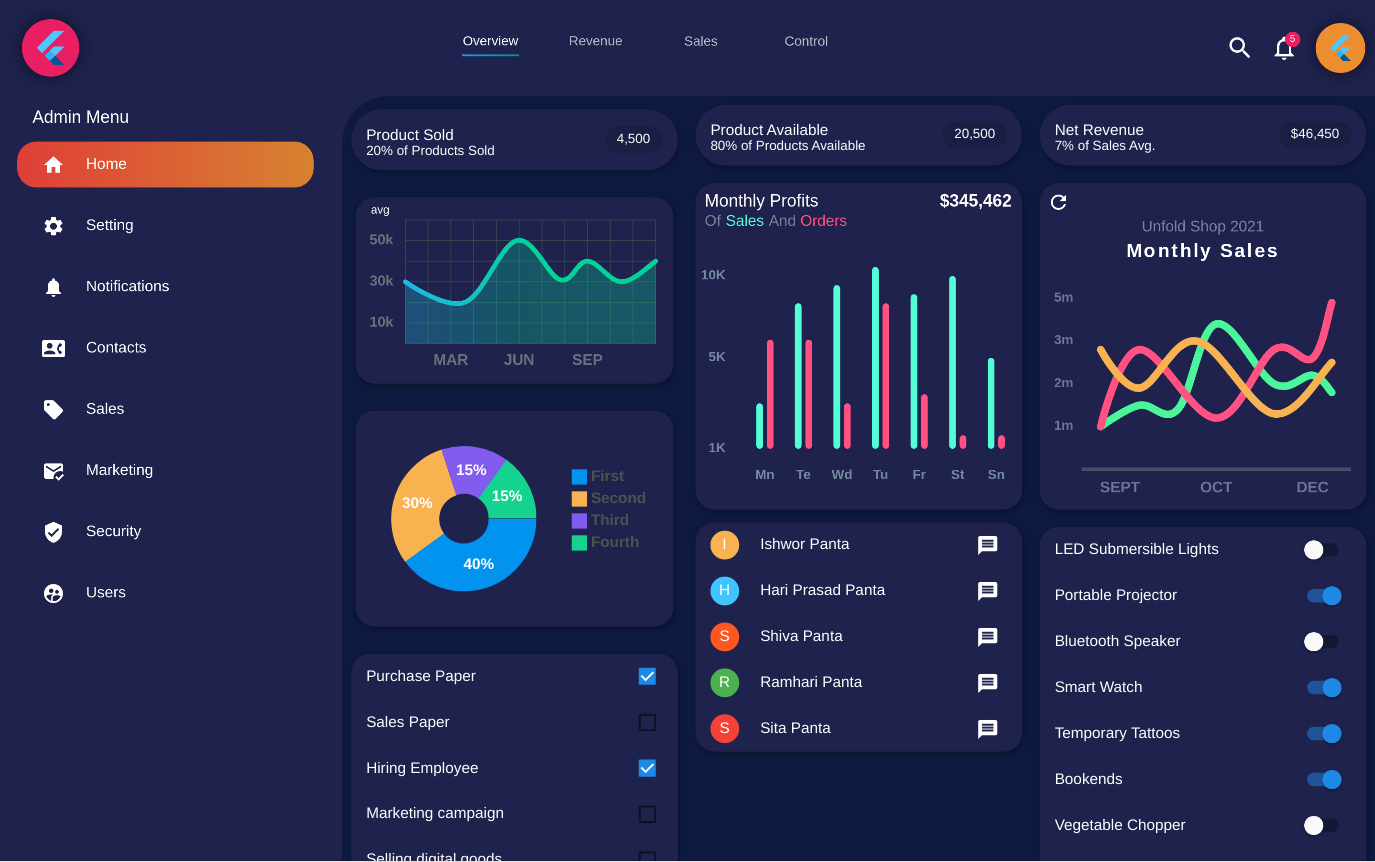 Overview
Revenue
Sales
Control
5
Admin Menu
Home
Setting
Notifications
Contacts
Sales
Marketing
Security
Users
Product Sold
20% of Products Sold
4,500
avg
50k
30k
10k
MAR JUN SEP
15%
30%
15%
40%
First
Second
Third
Fourth
Purchase Paper
Sales Paper
Hiring Employee
Marketing campaign
Selling digital goods
Product Available
80% of Products Available
20,500
Monthly Profits
$345,462
Of Sales And Orders
10K
5K
1K
Mn Te Wd Tu Fr St Sn
I Ishwor Panta
H Hari Prasad Panta
S Shiva Panta
R Ramhari Panta
S Sita Panta
Net Revenue
7% of Sales Avg.
$46,450
Unfold Shop 2021
Monthly Sales
5m
3m
2m
1m
SEPT OCT DEC
LED Submersible Lights
Portable Projector
Bluetooth Speaker
Smart Watch
Temporary Tattoos
Bookends
Vegetable Chopper